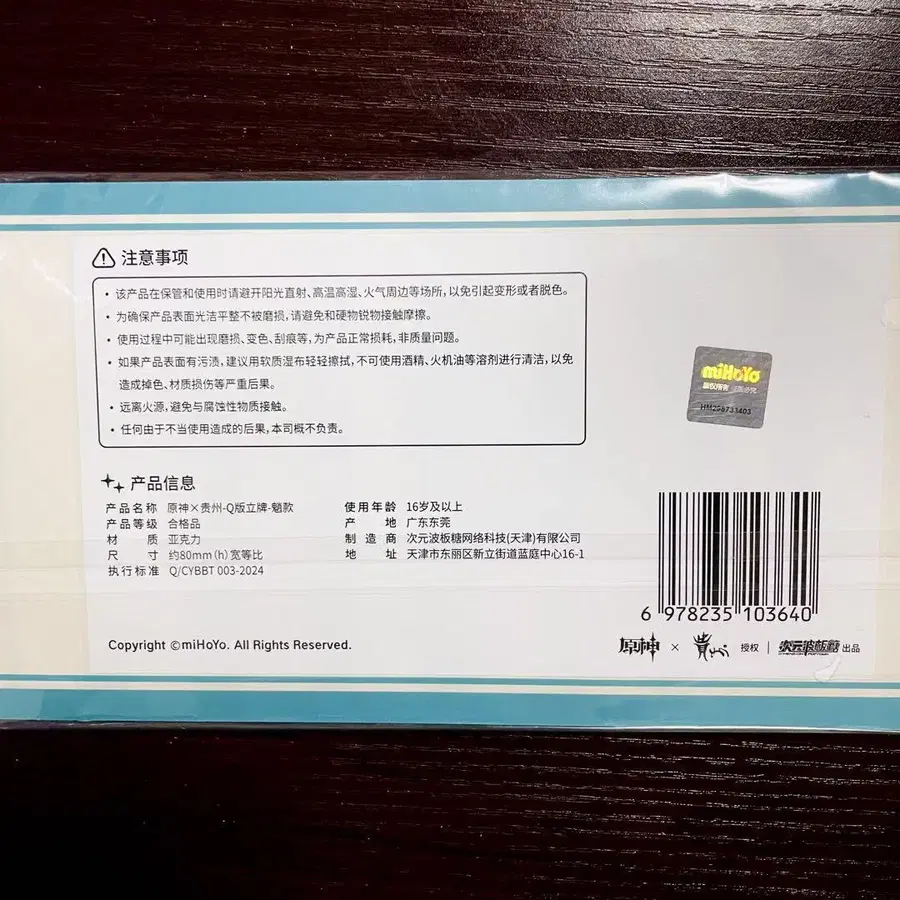 注意事项
• 该产品在保管和使用时请避开阳光直射、高温高湿、火气周边等场所，以免引起变形或者脱色。
• 为确保产品表面光洁平整不被磨损，请避免和硬物锐物接触摩擦。
• 使用过程中可能出现磨损、变色、刮痕等，为产品正常损耗，非质量问题。
• 如果产品表面有污渍，建议用软质湿布轻轻擦拭，不可使用酒精、火机油等溶剂进行清洁，以免
造成掉色、材质损伤等严重后果。
• 远离火源，避免与腐蚀性物质接触。
• 任何由于不当使用造成的后果，本司概不负责。
miHoYo
版权所有
产品信息
产品名称 原神×贵州-Q版立牌-魈款
产品等级 合格品
材质 亚克力
尺寸 约80mm（h）宽等比
执行标准 Q/CYBBT 003-2024
使用年龄 16岁及以上
产地 广东东莞
制造商 次元波板糖网络科技(天津)有限公司
地址 天津市东丽区新立街道蓝庭中心16-1
6 978235 103640
Copyright ©miHoYo. All Rights Reserved.
原神 × 貴州 授权 | 次元波板糖 出品